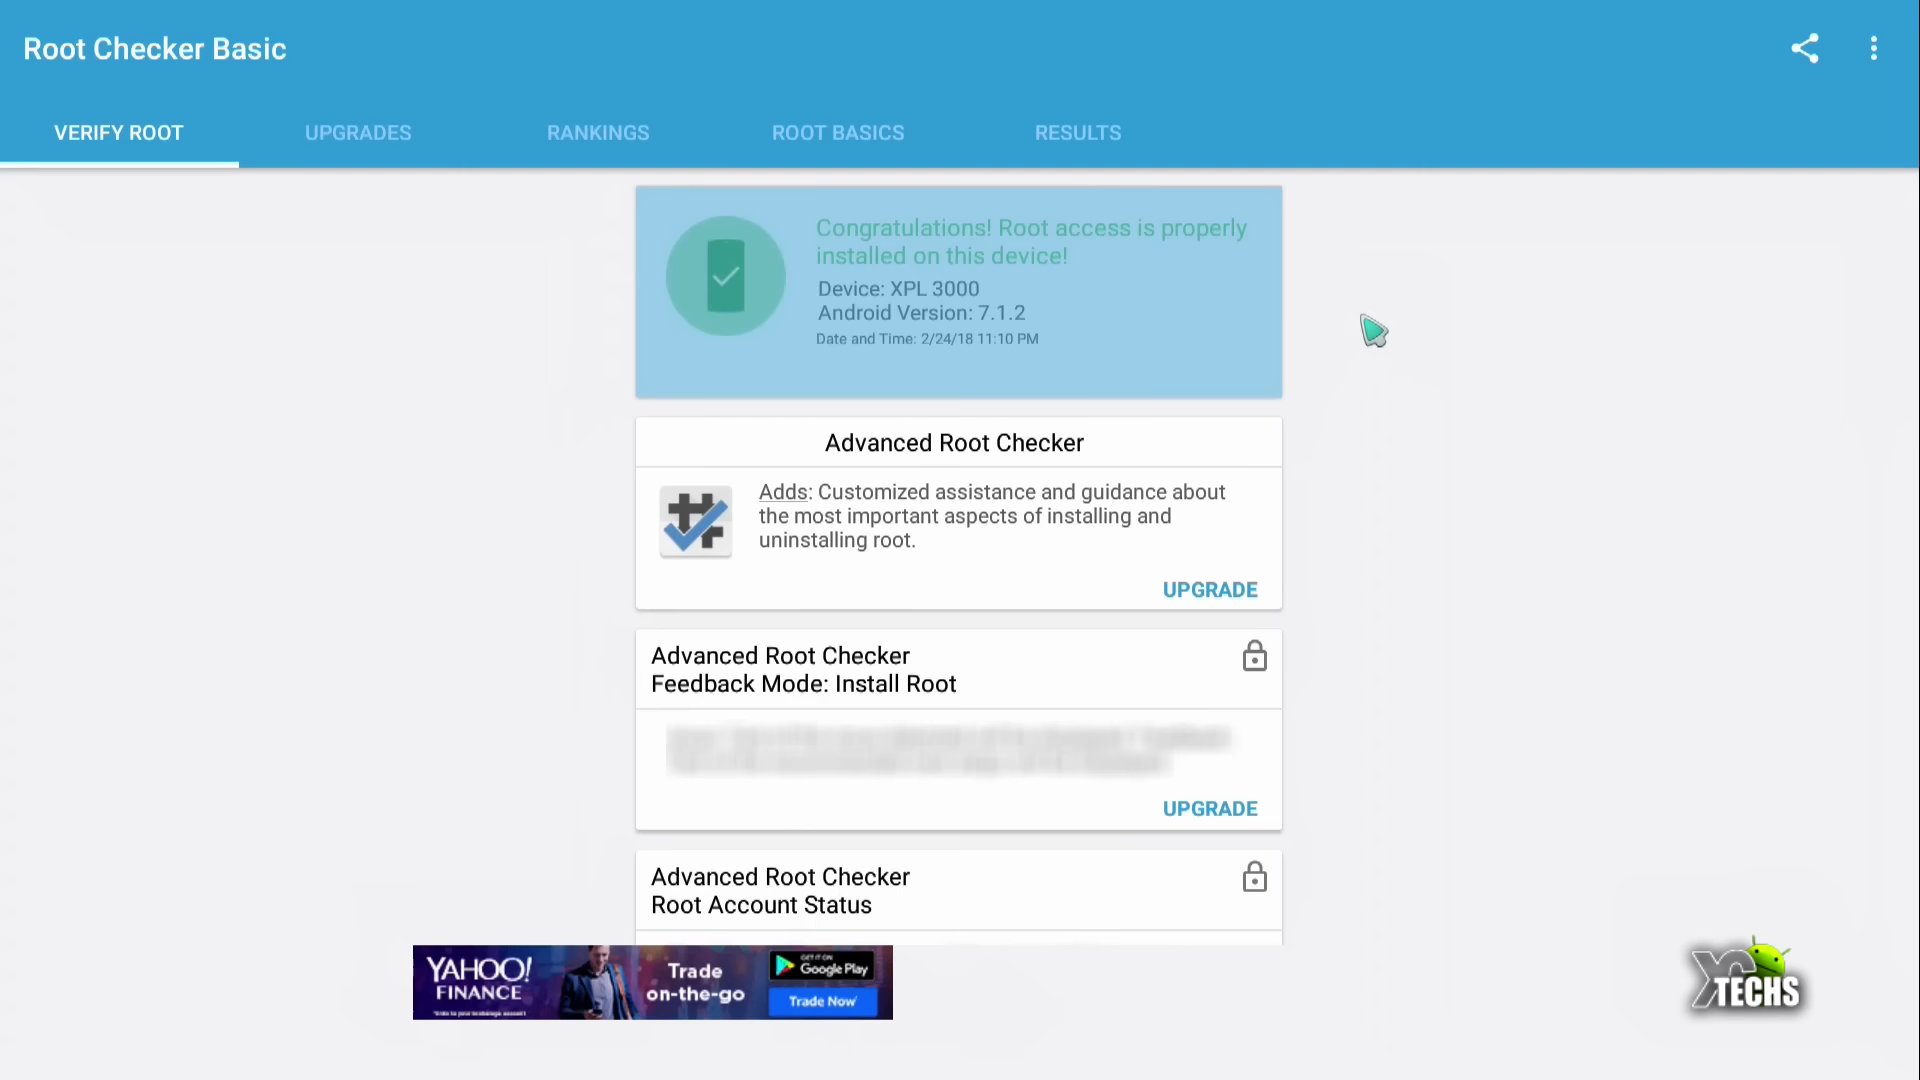 Root Checker Basic
VERIFY ROOT
UPGRADES
RANKINGS
ROOT BASICS
RESULTS
Congratulations! Root access is properly
installed on this device!
Device: XPL 3000
Android Version: 7.1.2
Date and Time: 2/24/18 11:10 PM
Advanced Root Checker
Adds: Customized assistance and guidance about
the most important aspects of installing and
uninstalling root.
UPGRADE
Advanced Root Checker
Feedback Mode: Install Root
UPGRADE
Advanced Root Checker
Root Account Status
YAHOO!
FINANCE
Trade
on-the-go
GET IT ON
Google Play
Trade Now
TECHS